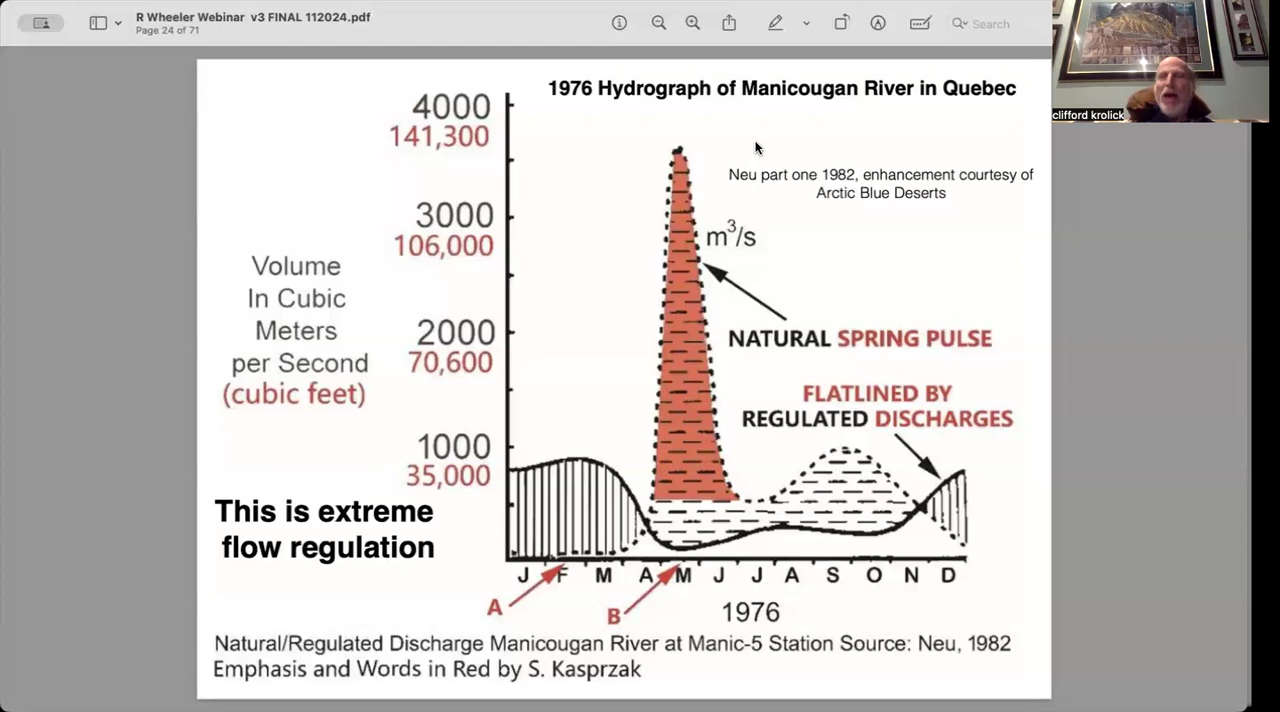 R Wheeler Webinar v3 FINAL 112024.pdf
Page 24 of 71
Search
clifford krolick
1976 Hydrograph of Manicougan River in Quebec
Neu part one 1982, enhancement courtesy of
Arctic Blue Deserts
4000
141,300
3000
106,000
2000
70,600
1000
35,000
Volume
In Cubic
Meters
per Second
(cubic feet)
m³/s
NATURAL SPRING PULSE
FLATLINED BY
REGULATED DISCHARGES
This is extreme
flow regulation
J F M A M J J A S O N D
A
B
1976
Natural/Regulated Discharge Manicougan River at Manic-5 Station Source: Neu, 1982
Emphasis and Words in Red by S. Kasprzak